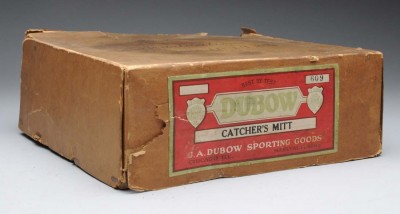 669
DUBOW
CATCHER'S MITT
J.A.DUBOW SPORTING GOODS